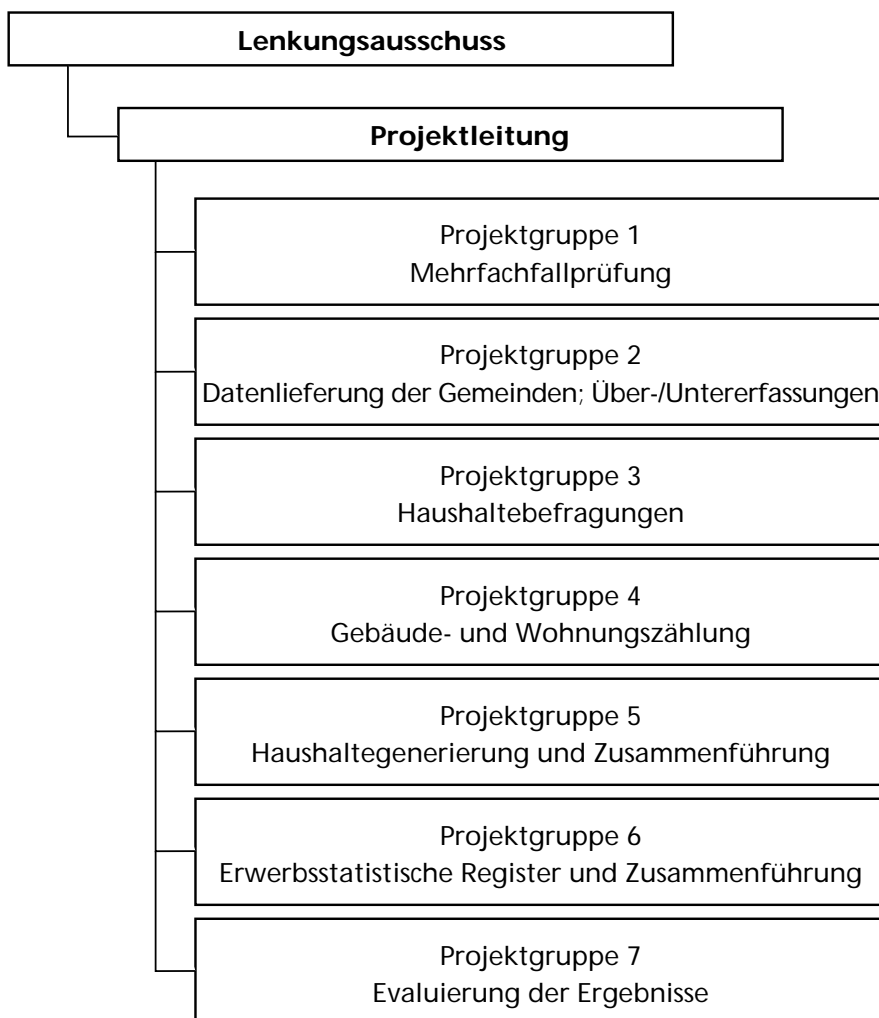 Lenkungsausschuss
Projektleitung
Projektgruppe 1
Mehrfachfallprüfung
Projektgruppe 2
Datenlieferung der Gemeinden; Über-/Untererfassungen
Projektgruppe 3
Haushaltebefragungen
Projektgruppe 4
Gebäude- und Wohnungszählung
Projektgruppe 5
Haushaltegenerierung und Zusammenführung
Projektgruppe 6
Erwerbsstatistische Register und Zusammenführung
Projektgruppe 7
Evaluierung der Ergebnisse